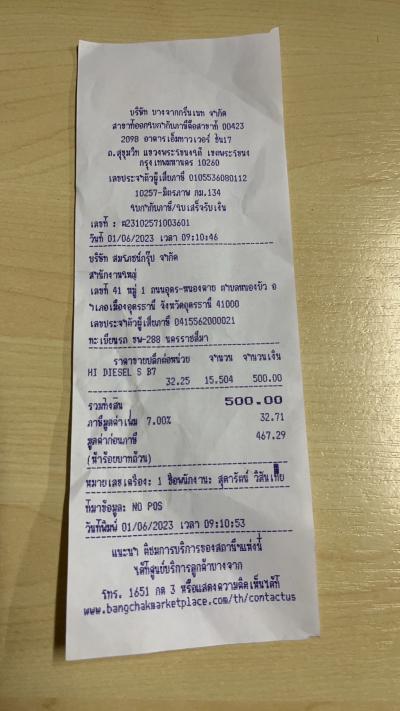 บริษัท บางจากกรีนเนท จำกัด
สาขาที่ออกใบกำกับภาษีคือสาขาที่ 00423
2098 อาคารเอ็มทาวเวอร์ ชั้น17
ถ.สุขุมวิท แขวงพระโขนงใต้ เขตพระโขนง
กรุงเทพมหานคร 10260
เลขประจำตัวผู้เสียภาษี 0105536080112
10257-มิตรภาพ กม.134
ใบกำกับภาษี/ใบเสร็จรับเงิน
เลขที่ : #23102571003601
วันที่ 01/06/2023 เวลา 09:10:46
บริษัท สมรภชน์กรุ๊ป จำกัด
สำนักงานใหญ่
เลขที่ 41 หมู่ 1 ถนนอุดร-หนองคาย ตำบลหนองบัว อ
ำเภอเมืองอุดรธานี จังหวัดอุดรธานี 41000
เลขประจำตัวผู้เสียภาษี 0415562000021
ทะเบียนรถ ขพ-288 นครราชสีมา
ราคาขายปลีกต่อหน่วย จำนวน จำนวนเงิน
HI DIESEL S B7
32.25 15.504 500.00
รวมทั้งสิ้น 500.00
ภาษีมูลค่าเพิ่ม 7.00% 32.71
มูลค่าก่อนภาษี 467.29
(ห้าร้อยบาทถ้วน)
หมายเลขเครื่อง: 1 ชื่อพนักงาน: สุดารัตน์
ที่มาข้อมูล: NO POS
วันที่พิมพ์ 01/06/2023 เวลา 09:10:53
แนะนำ ติชมการบริการของสถานีฯแห่งนี้
ได้ที่ศูนย์บริการลูกค้าบางจาก
โทร. 1651 กด 3 หรือแสดงความคิดเห็นได้ที่
www.bangchakmarketplace.com/th/contactus